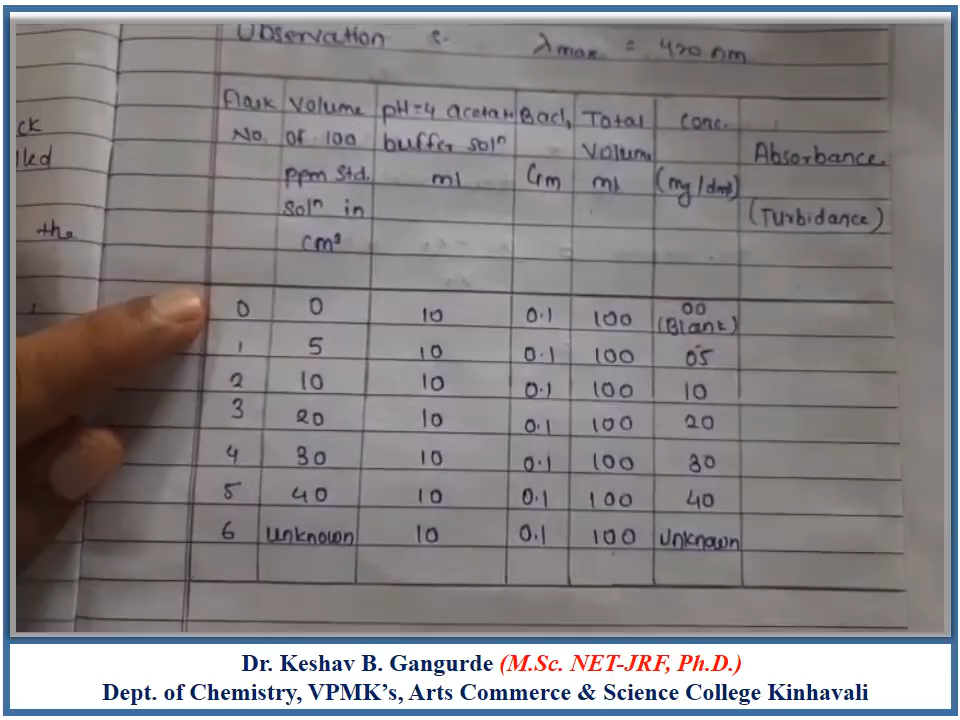 Observation :- λmax = 420 nm
Flask No. Volume of 100 ppm Std. Solⁿ in cm³ pH=4 acetate buffer solⁿ ml Bacl₂ Gm Total Volume ml Conc. (mg/dm³) Absorbance (Turbidance)
ck
the
0 0 10 0.1 100 00 (Blank)
1 5 10 0.1 100 05
2 10 10 0.1 100 10
3 20 10 0.1 100 20
4 30 10 0.1 100 30
5 40 10 0.1 100 40
6 Unknown 10 0.1 100 Unknown
Dr. Keshav B. Gangurde (M.Sc. NET-JRF, Ph.D.)
Dept. of Chemistry, VPMK's, Arts Commerce & Science College Kinhavali